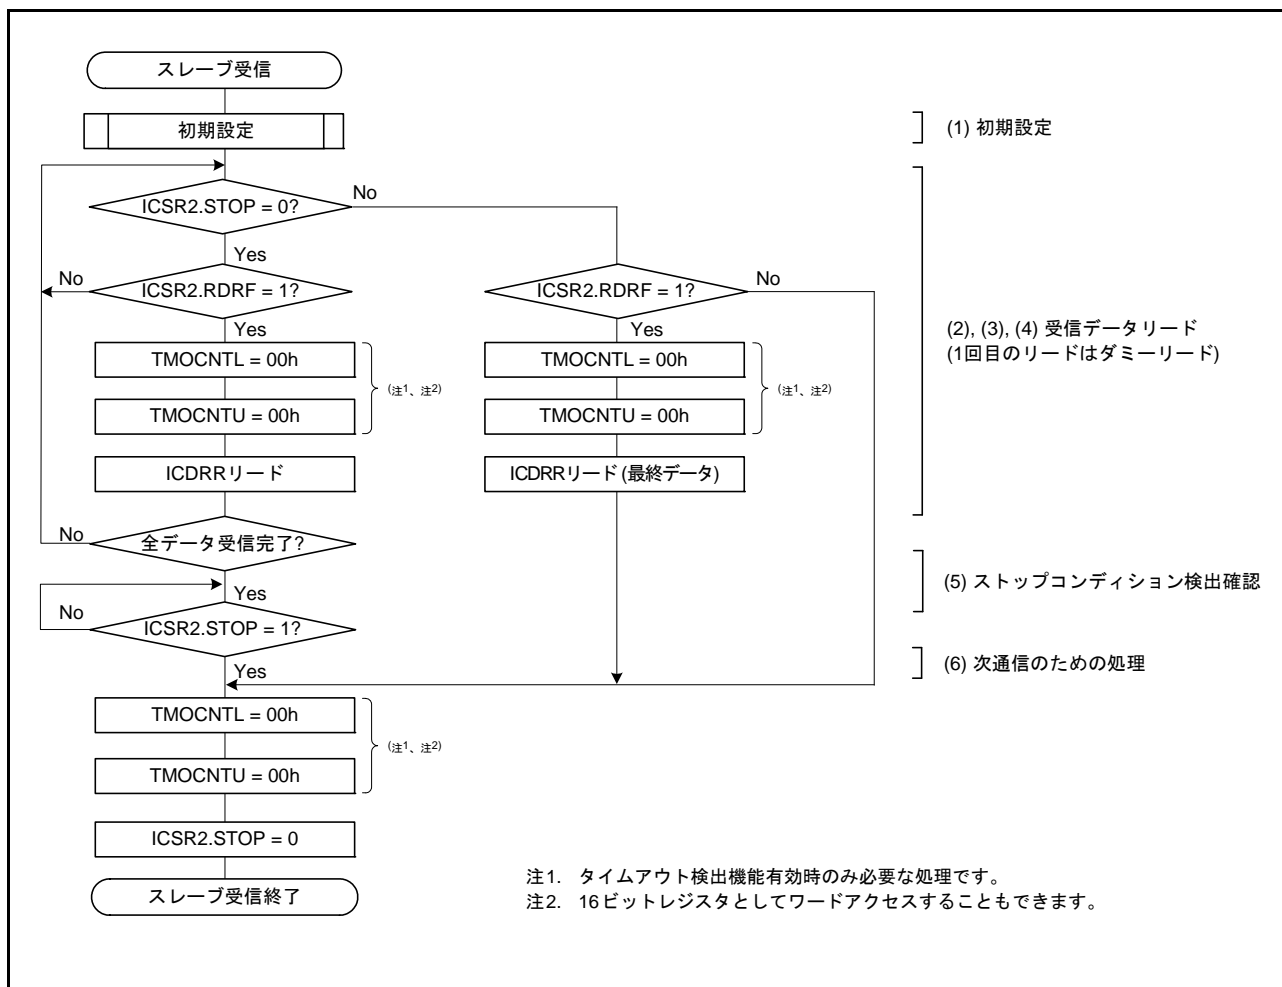 スレーブ受信
初期設定
(1) 初期設定
ICSR2.STOP = 0?
No
Yes
No
ICSR2.RDRF = 1?
Yes
ICSR2.RDRF = 1?
No
Yes
(2), (3), (4) 受信データリード
(1回目のリードはダミーリード)
TMOCNTL = 00h
TMOCNTU = 00h
(注1、注2)
TMOCNTL = 00h
TMOCNTU = 00h
(注1、注2)
ICDRRリード
ICDRRリード (最終データ)
No
全データ受信完了?
Yes
No
ICSR2.STOP = 1?
Yes
(5) ストップコンディション検出確認
(6) 次通信のための処理
TMOCNTL = 00h
TMOCNTU = 00h
(注1、注2)
ICSR2.STOP = 0
スレーブ受信終了
注1. タイムアウト検出機能有効時のみ必要な処理です。
注2. 16ビットレジスタとしてワードアクセスすることもできます。